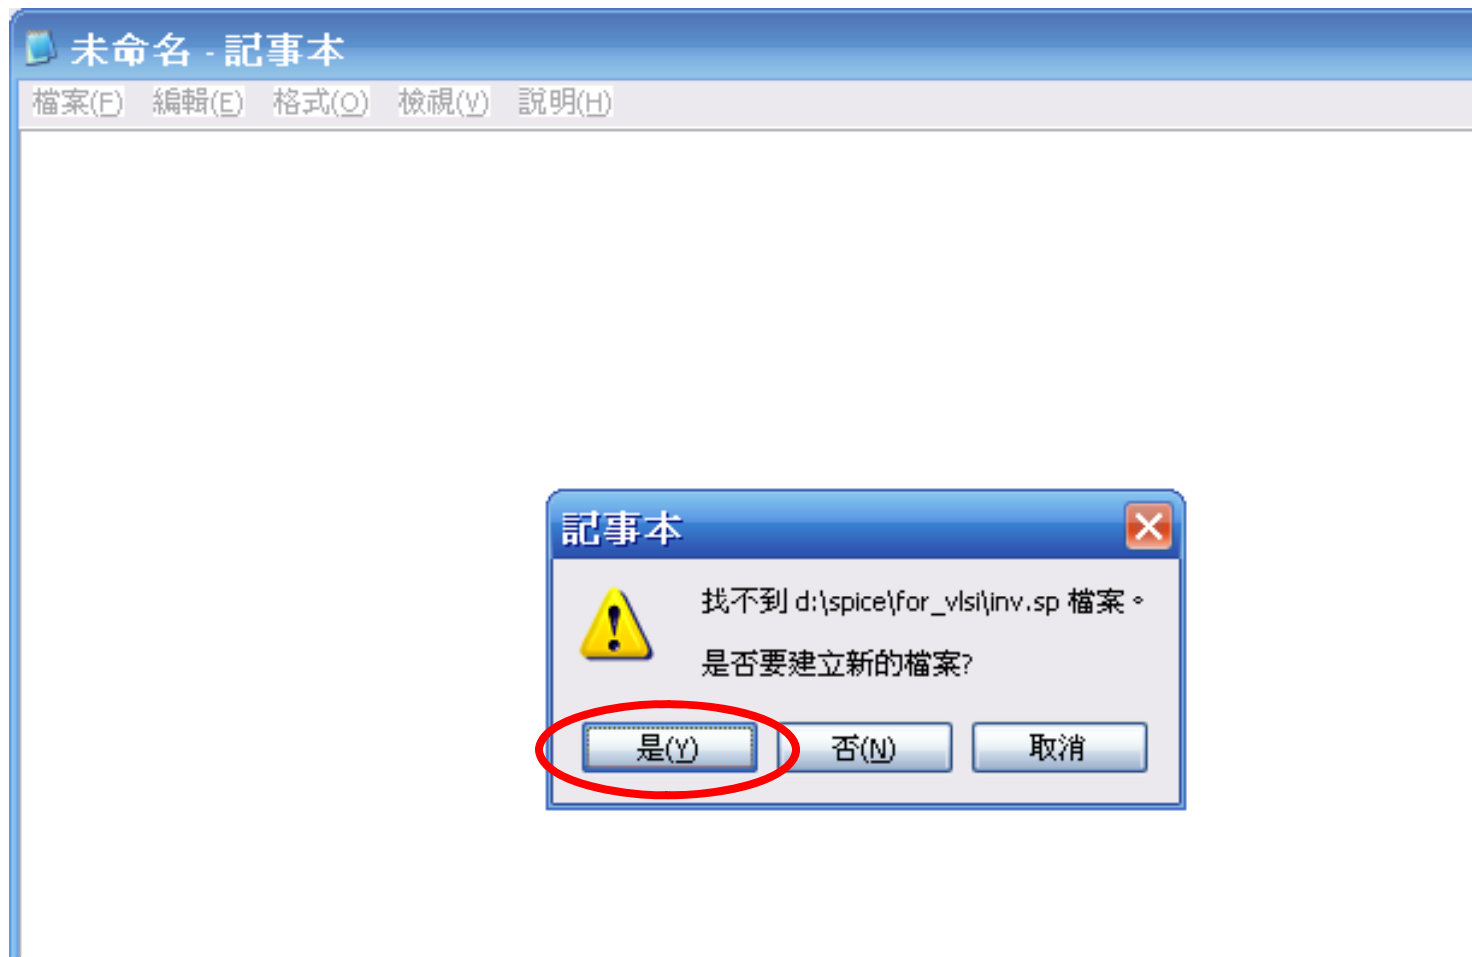 未命名 - 記事本
檔案(F) 編輯(E) 格式(O) 檢視(V) 說明(H)
記事本
找不到 d:\spice\for_vlsi\inv.sp 檔案。
是否要建立新的檔案?
是(Y) 否(N) 取消